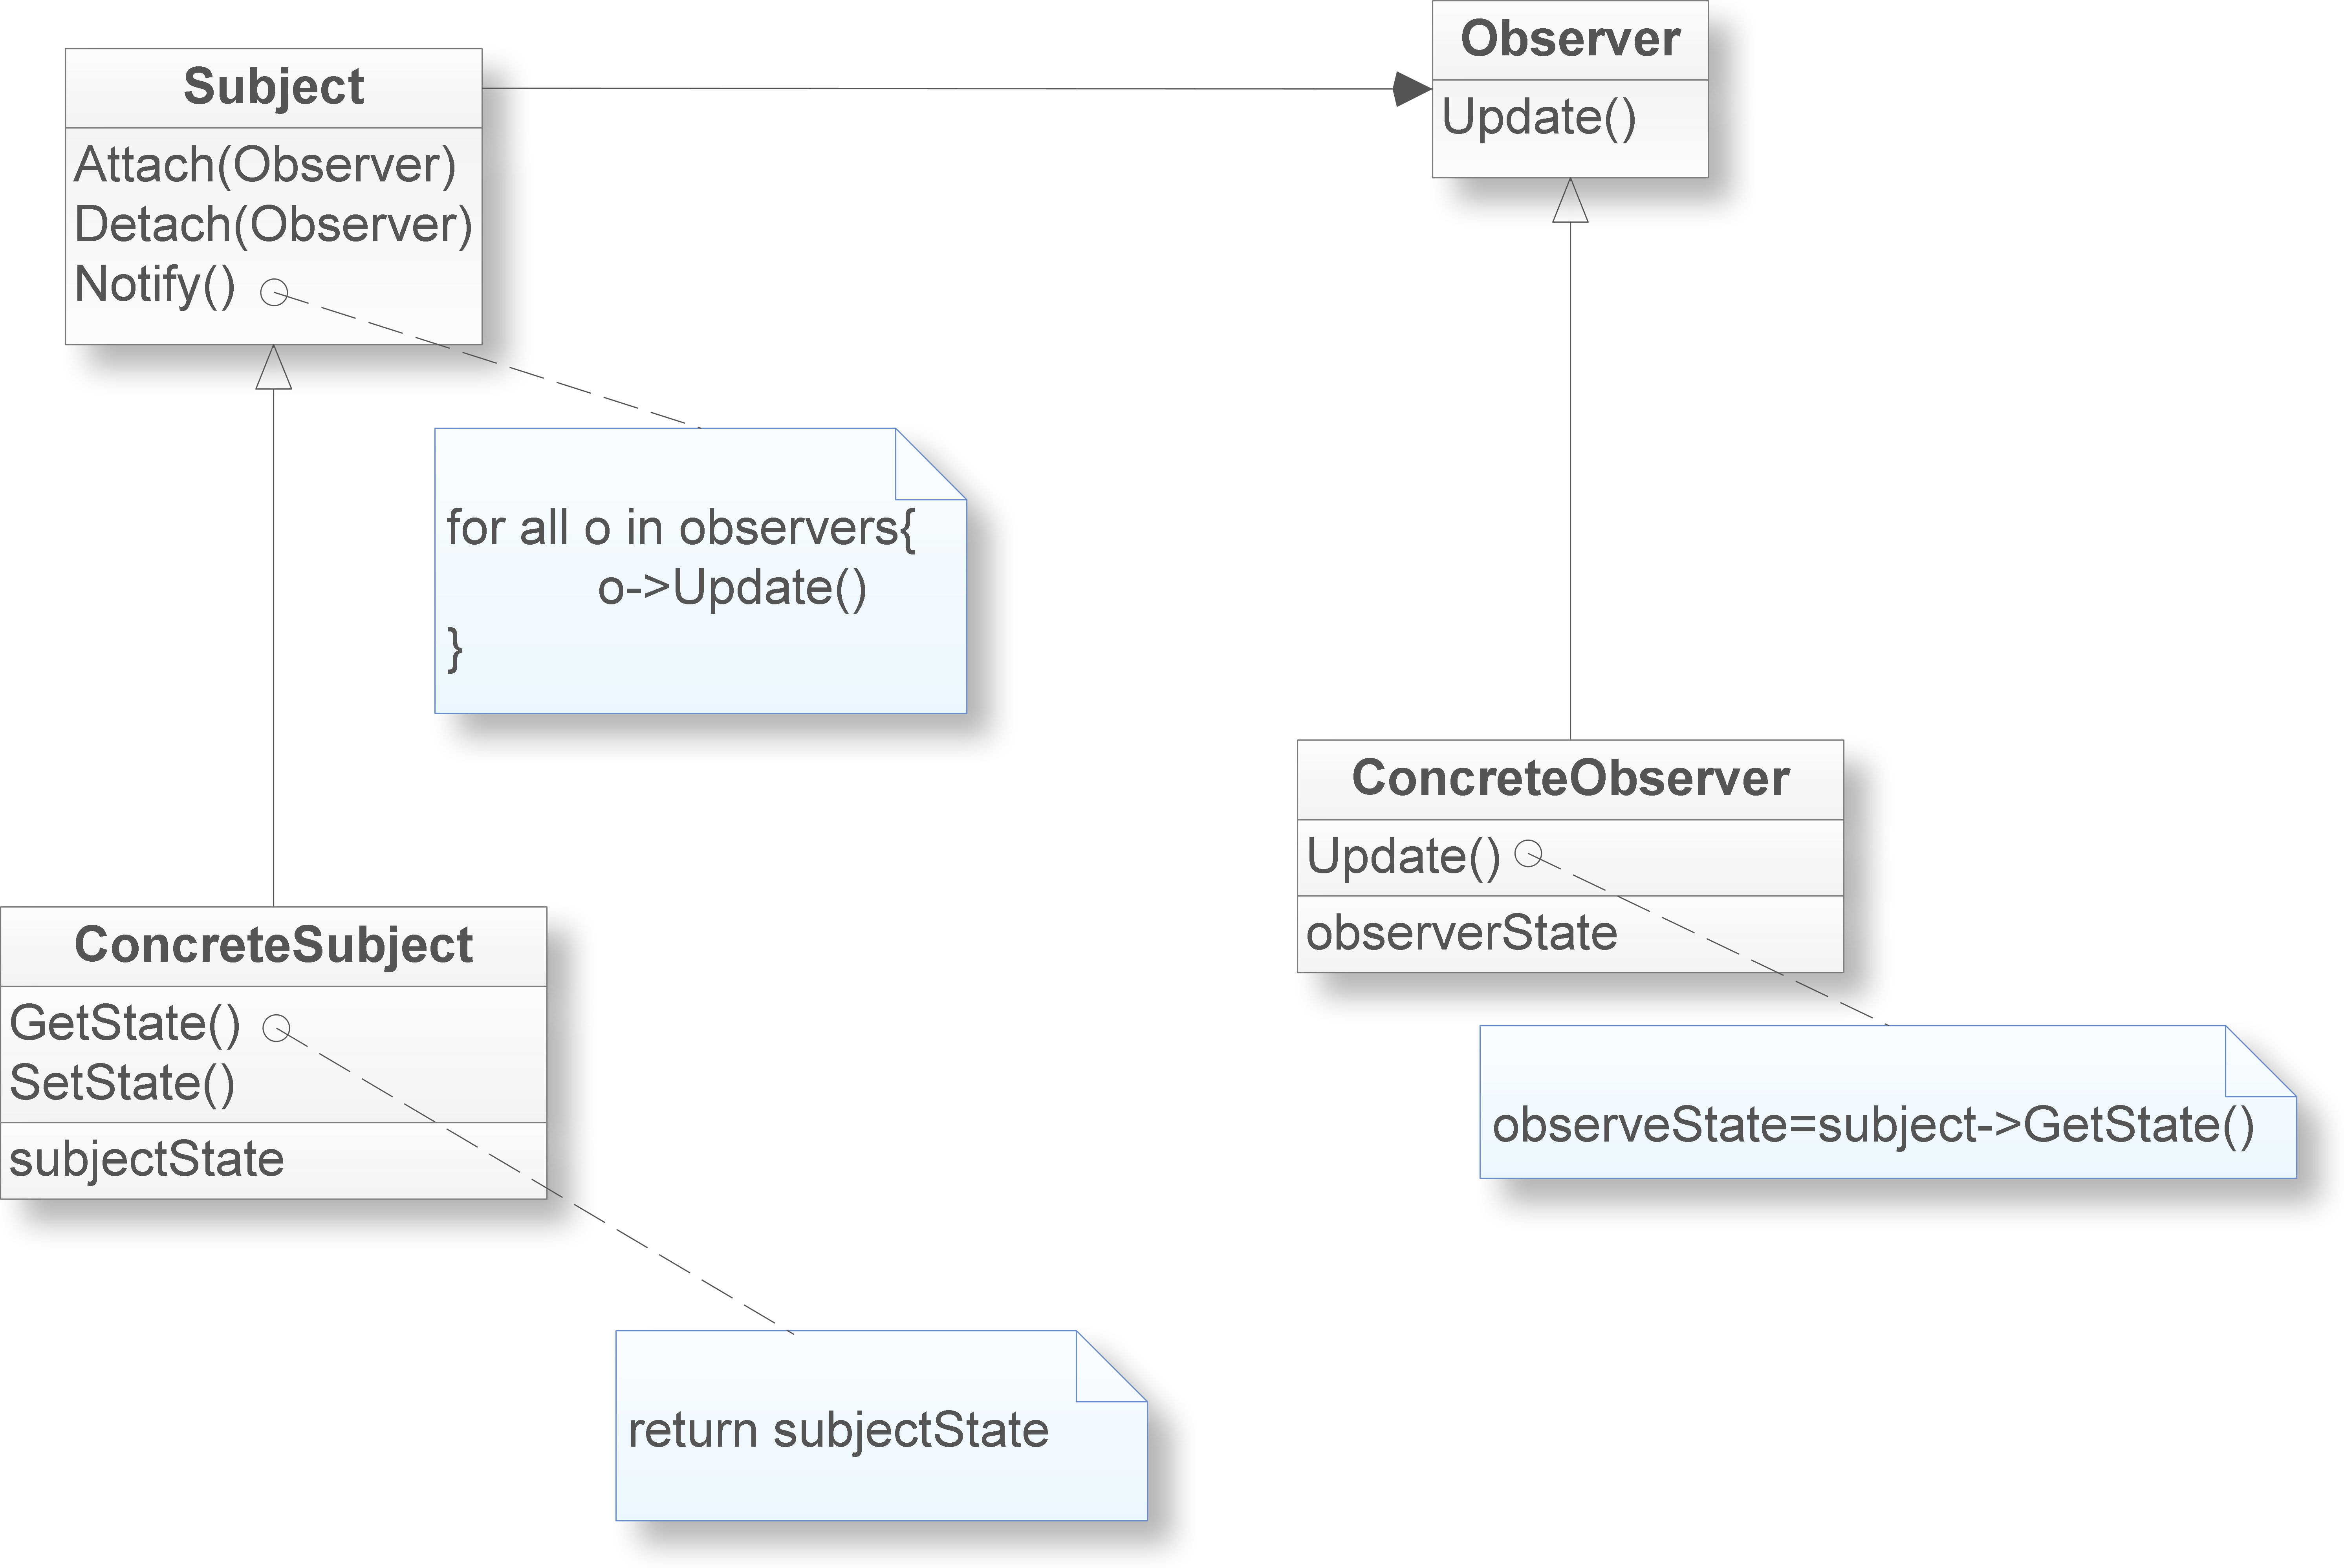 Subject
Attach(Observer)
Detach(Observer)
Notify()
Observer
Update()
for all o in observers{
o->Update()
}
ConcreteObserver
Update()
observerState
ConcreteSubject
GetState()
SetState()
subjectState
observeState=subject->GetState()
return subjectState